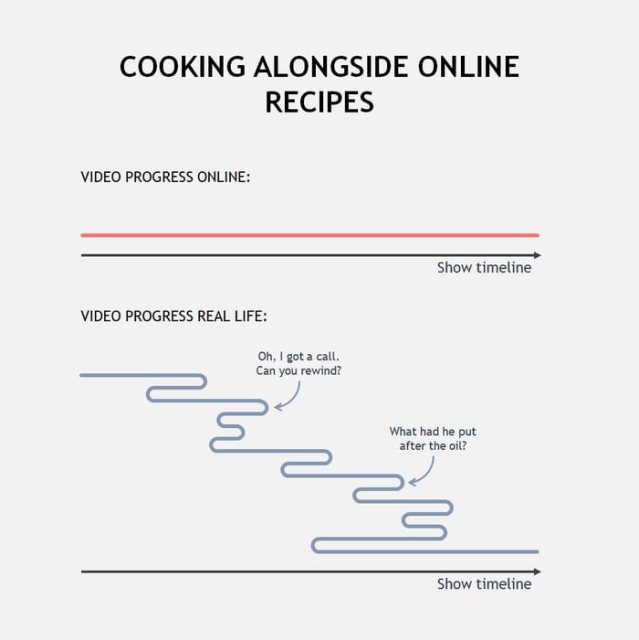 COOKING ALONGSIDE ONLINE
RECIPES
VIDEO PROGRESS ONLINE:
Show timeline
VIDEO PROGRESS REAL LIFE:
Oh, I got a call.
Can you rewind?
What had he put
after the oil?
Show timeline